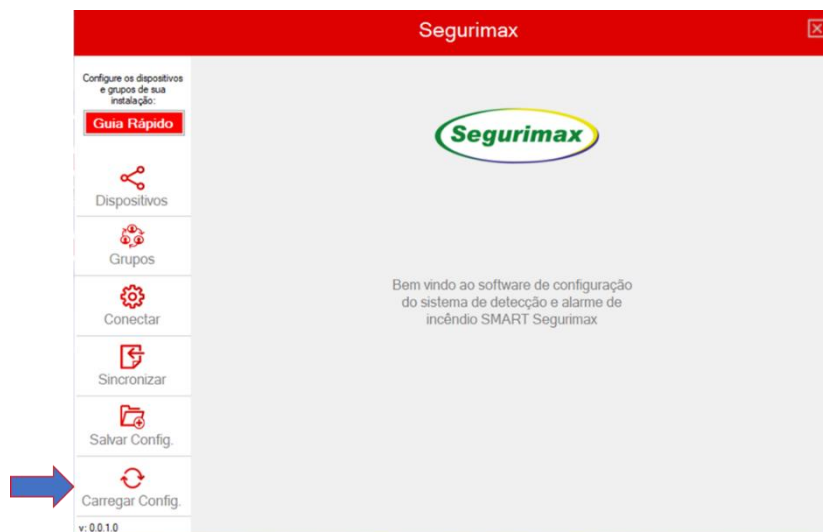 Segurimax
Configure os dispositivos
e grupos de sua
instalação:
Guia Rápido
Segurimax
Dispositivos
Grupos
Bem vindo ao software de configuração
do sistema de detecção e alarme de
incêndio SMART Segurimax
Conectar
Sincronizar
Salvar Config.
Carregar Config.
v: 0.0.1.0